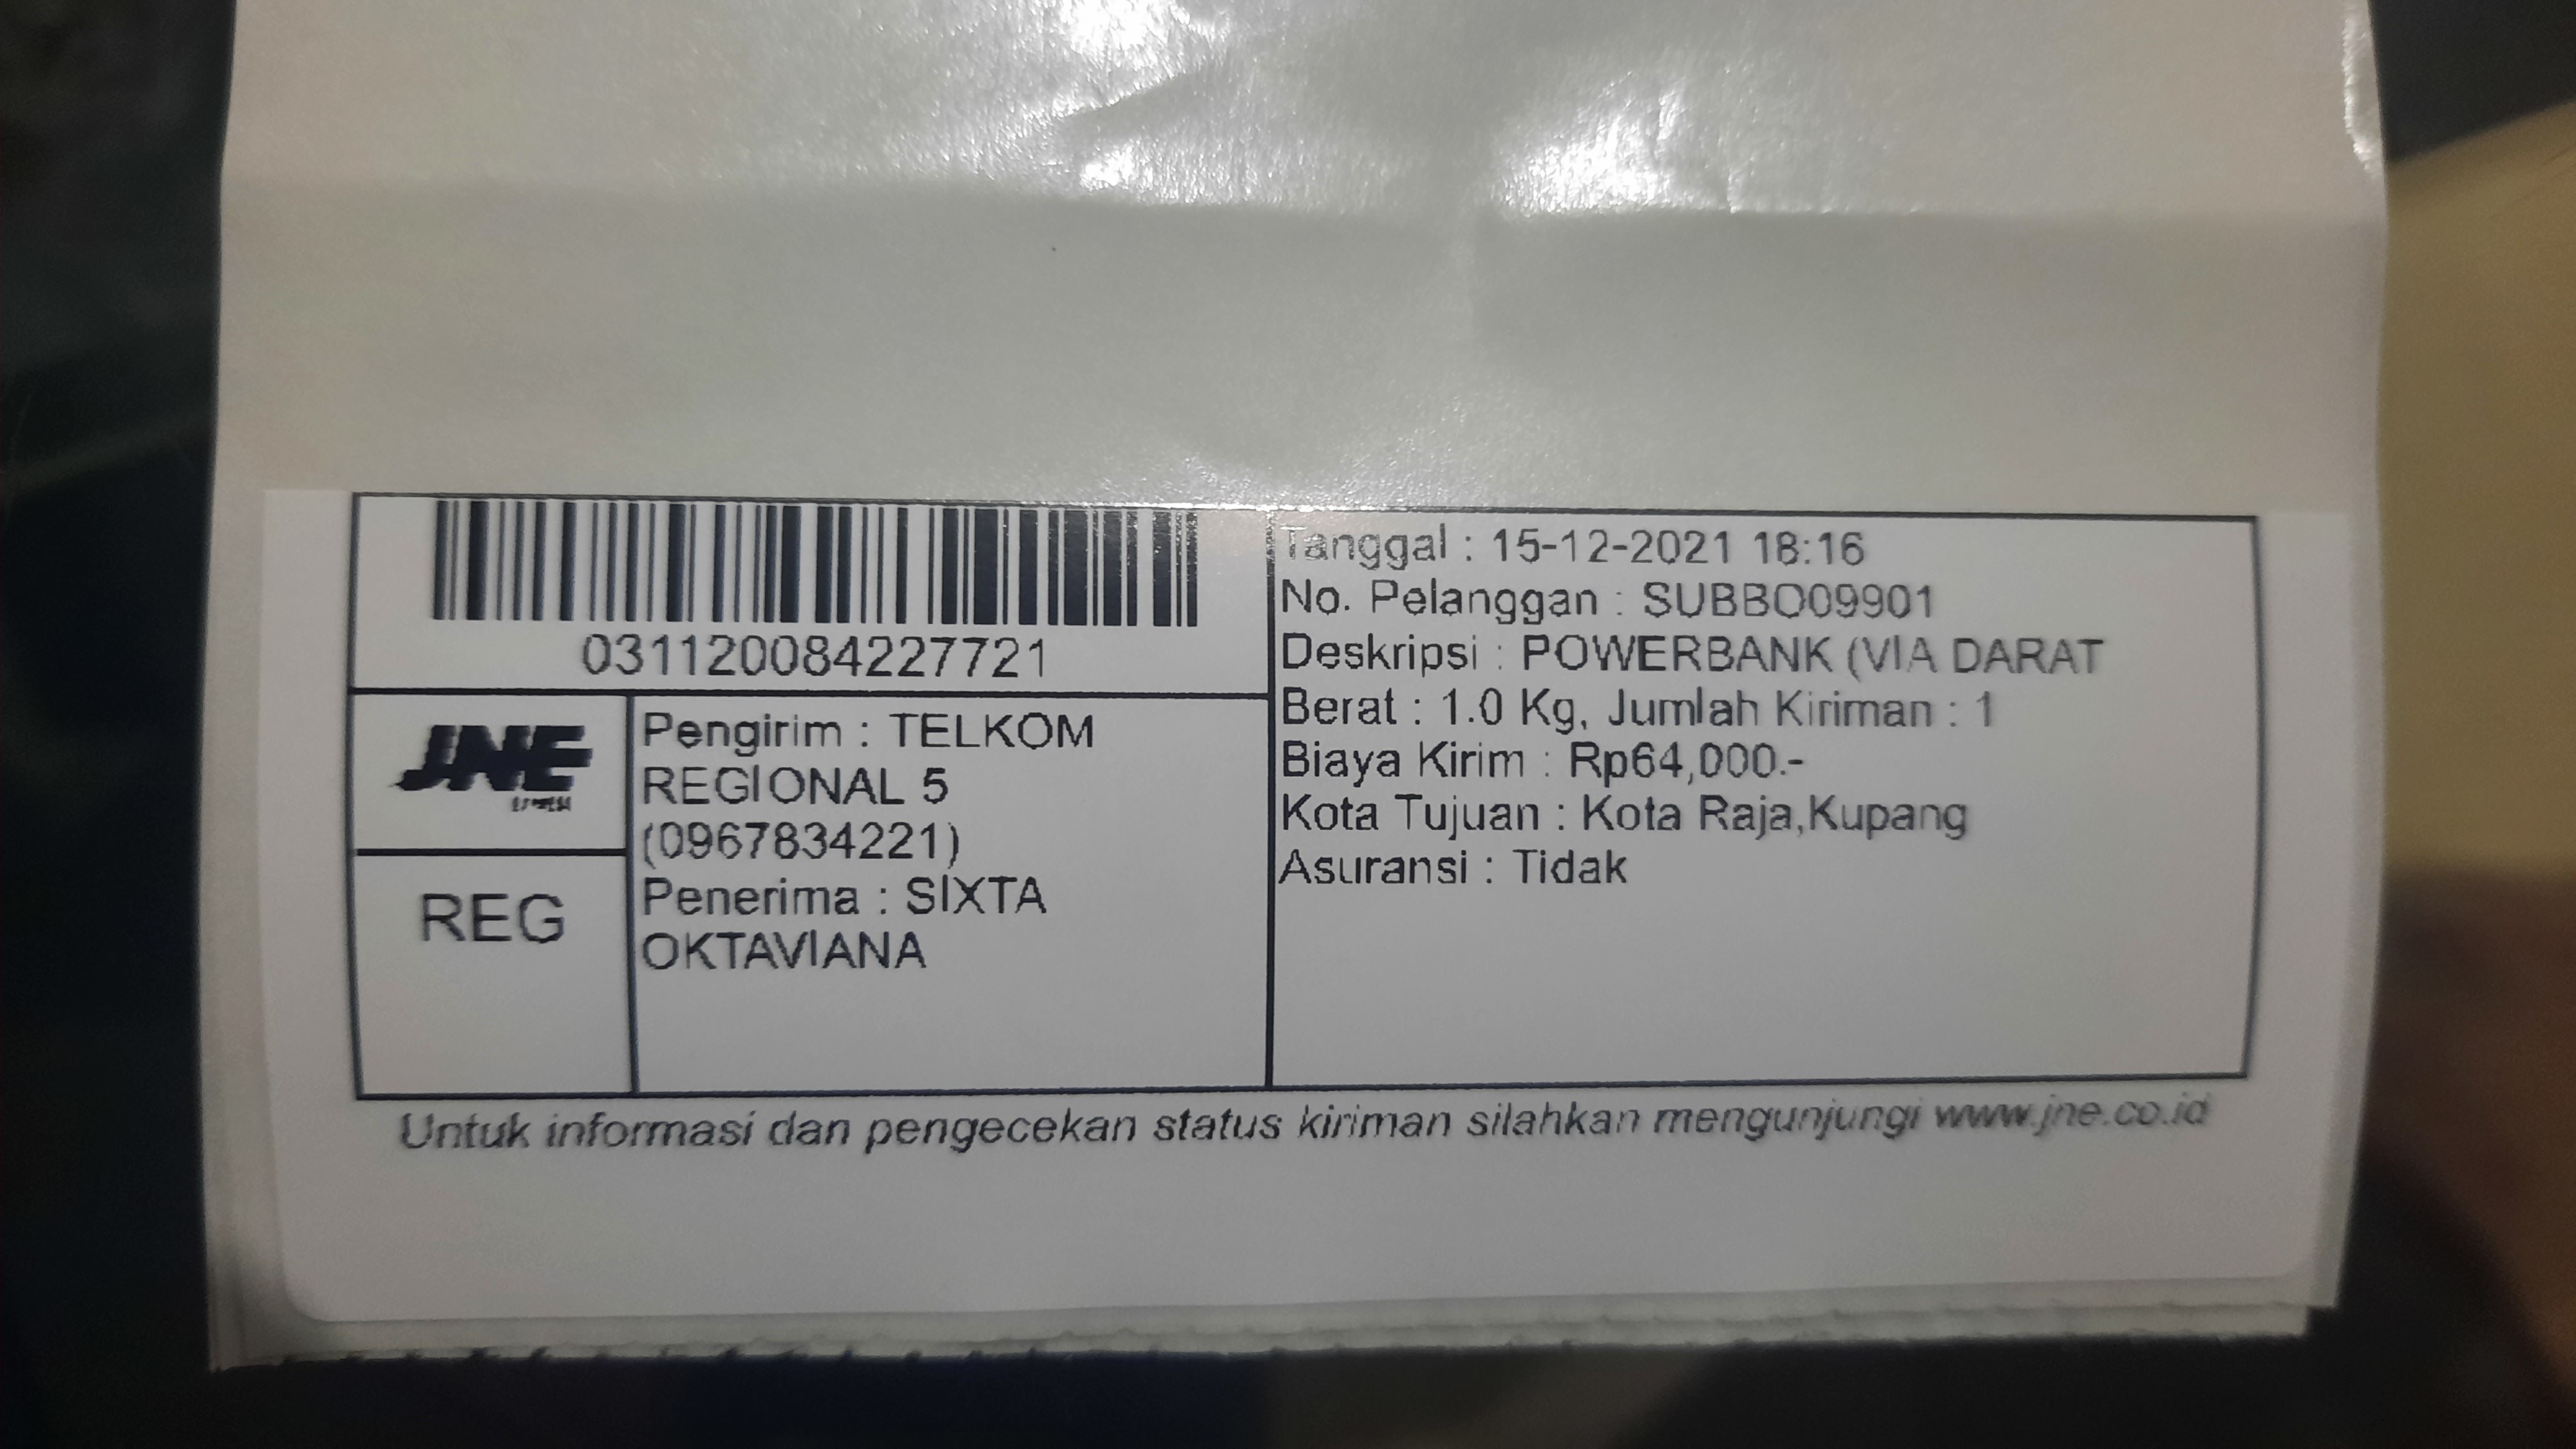 031120084227721
JNE
REG
Pengirim : TELKOM
REGIONAL 5
(0967834221)
Penerima : SIXTA
OKTAVIANA
Tanggal : 15-12-2021 18:16
No. Pelanggan : SUBBO09901
Deskripsi : POWERBANK (VIA DARAT
Berat : 1.0 Kg, Jumlah Kiriman : 1
Biaya Kirim : Rp64,000.-
Kota Tujuan : Kota Raja,Kupang
Asuransi : Tidak
Untuk informasi dan pengecekan status kiriman silahkan mengunjungi www.jne.co.id